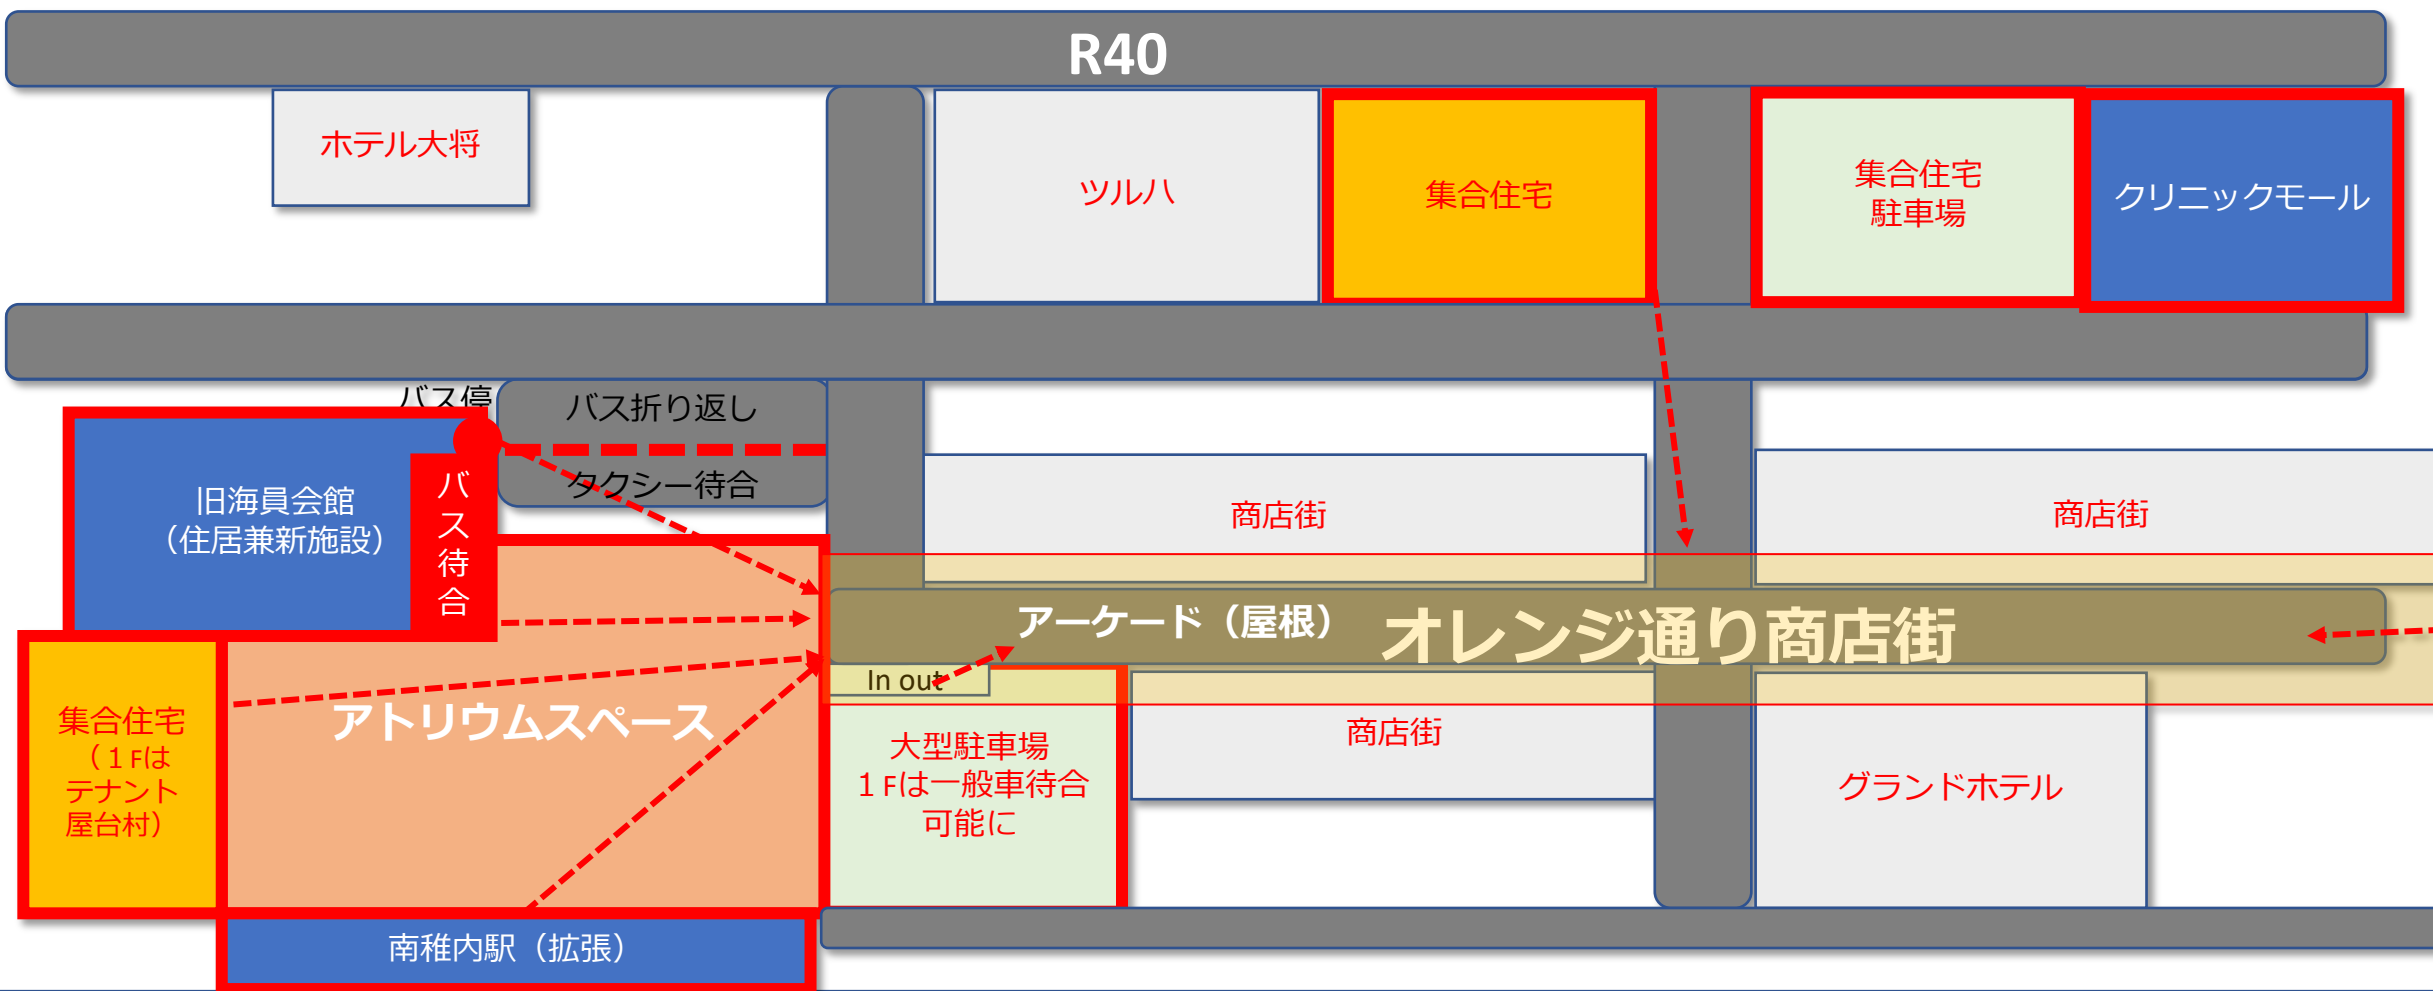 R40
ホテル大将
ツルハ
集合住宅
集合住宅
駐車場
クリニックモール
バス停
バス折り返し
タクシー待合
旧海員会館
（住居兼新施設）
バス待合
商店街
商店街
アーケード（屋根）
オレンジ通り商店街
In out
集合住宅
（１Fは
テナント
屋台村）
アトリウムスペース
大型駐車場
１Fは一般車待合
可能に
商店街
グランドホテル
南稚内駅（拡張）